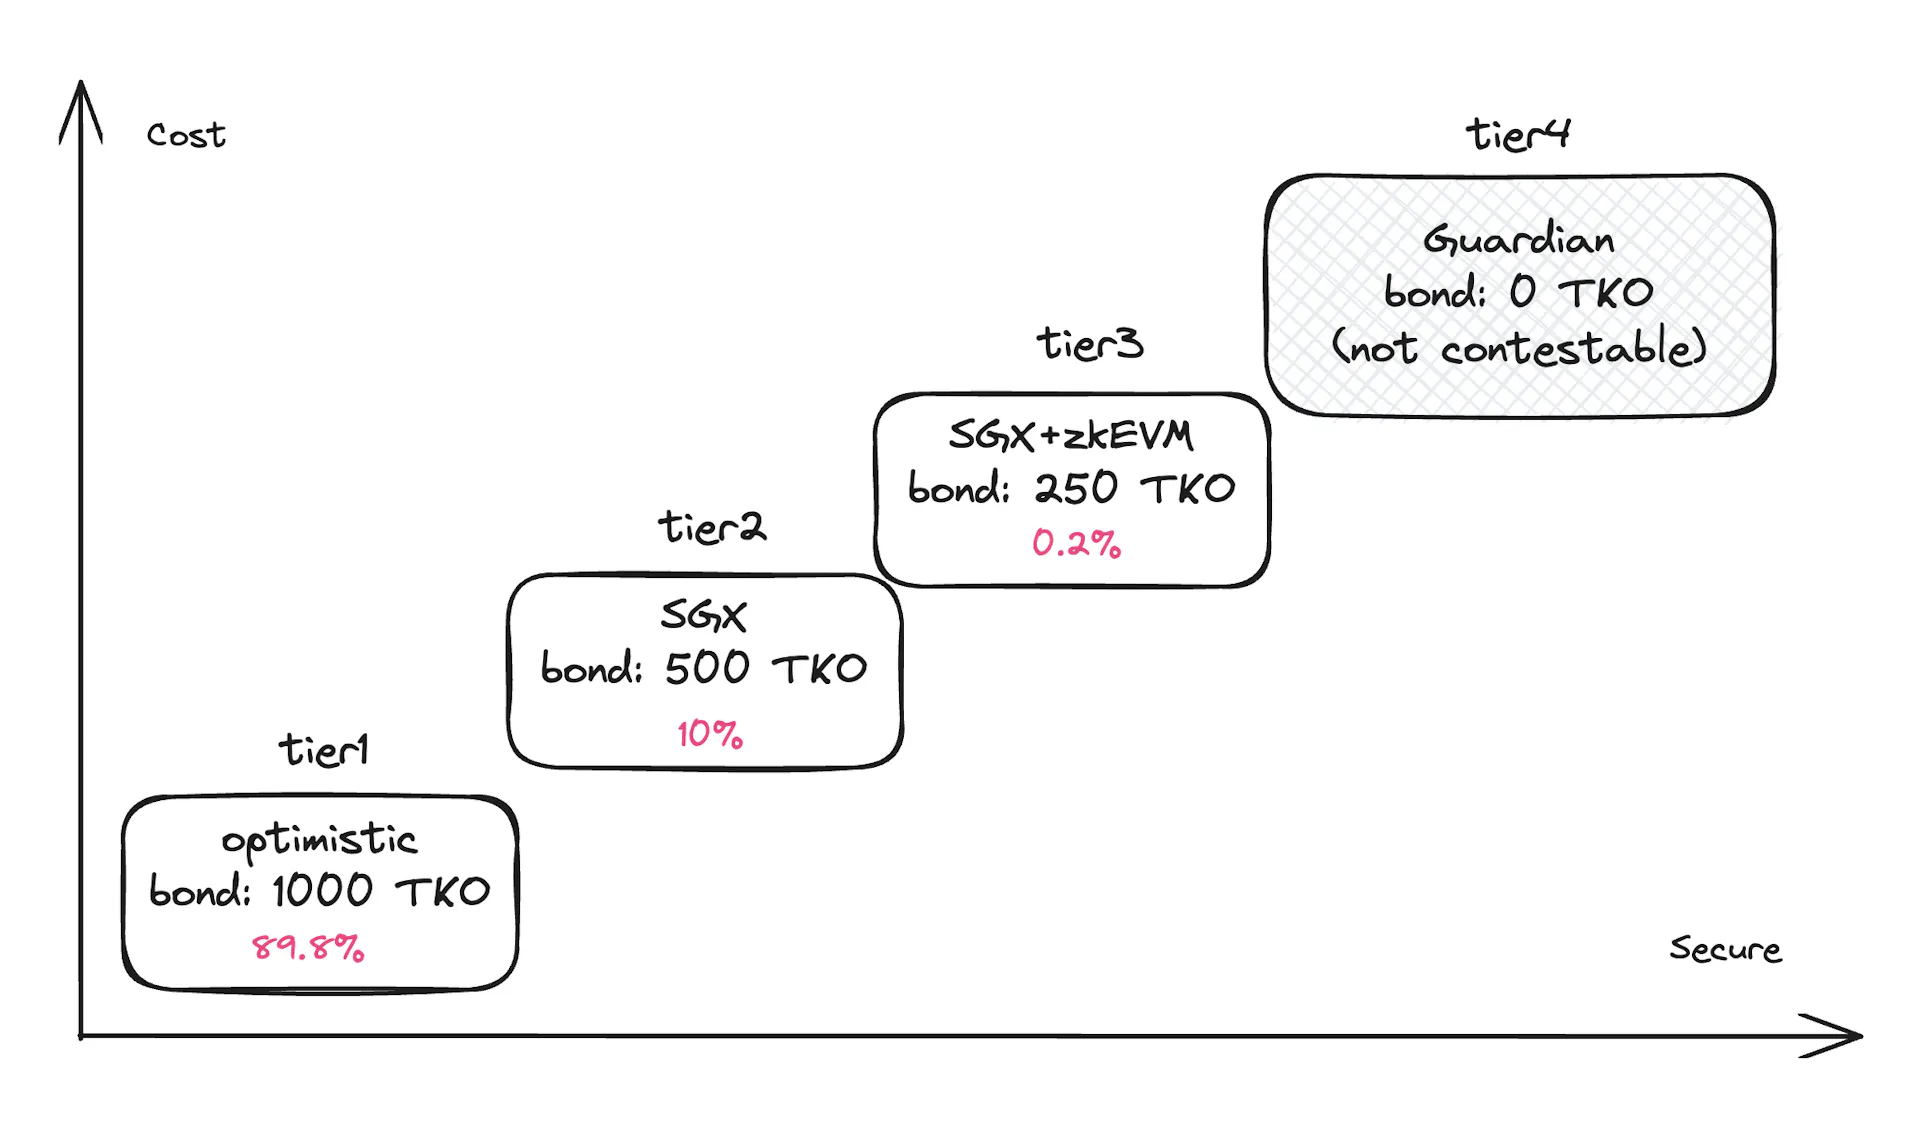 Cost
tier4
Guardian
bond: 0 TKO
(not contestable)
tier3
SGX+zkEVM
bond: 250 TKO
0.2%
tier2
SGX
bond: 500 TKO
10%
tier1
optimistic
bond: 1000 TKO
89.8%
Secure